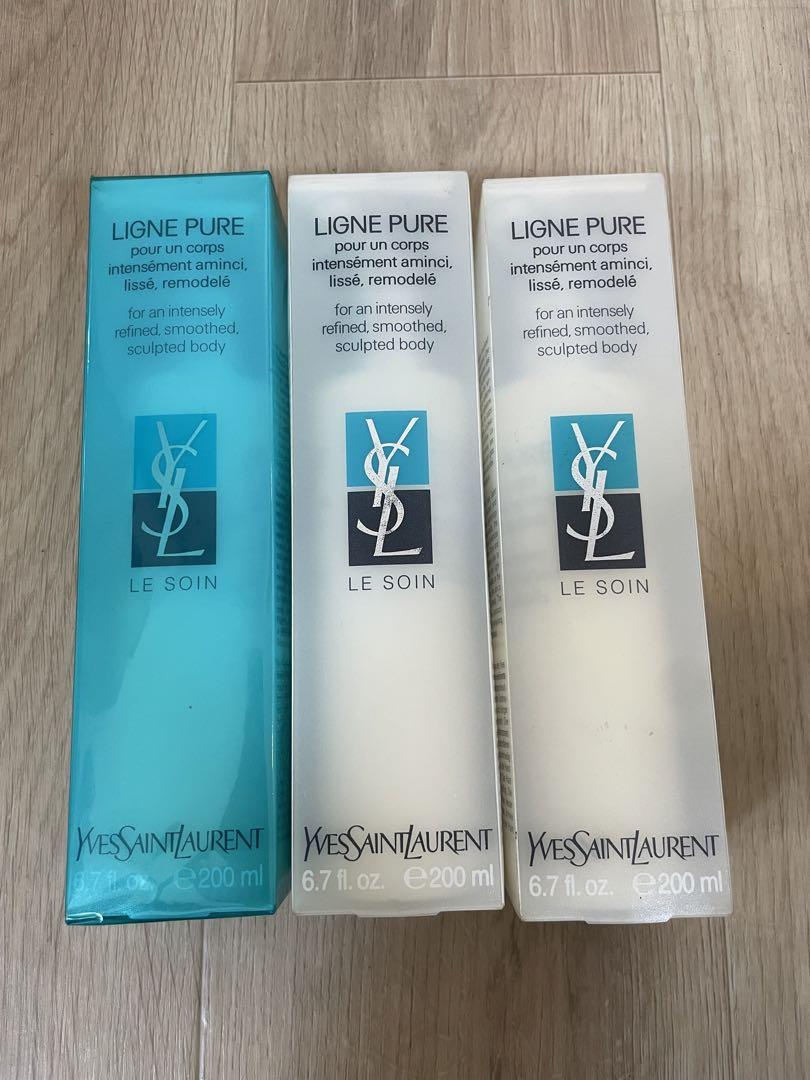 LIGNE PURE
pour un corps
intensément aminci,
lissé, remodelé
for an intensely
refined, smoothed,
sculpted body
YSL
LE SOIN
YVESSAINTLAURENT
6.7 fl. oz. ℮200 ml
LIGNE PURE
pour un corps
intensément aminci,
lissé, remodelé
for an intensely
refined, smoothed,
sculpted body
YSL
LE SOIN
YVESSAINTLAURENT
6.7 fl. oz. ℮200 ml
LIGNE PURE
pour un corps
intensément aminci,
lissé, remodelé
for an intensely
refined, smoothed,
sculpted body
YSL
LE SOIN
YVESSAINTLAURENT
6.7 fl. oz. ℮200 ml